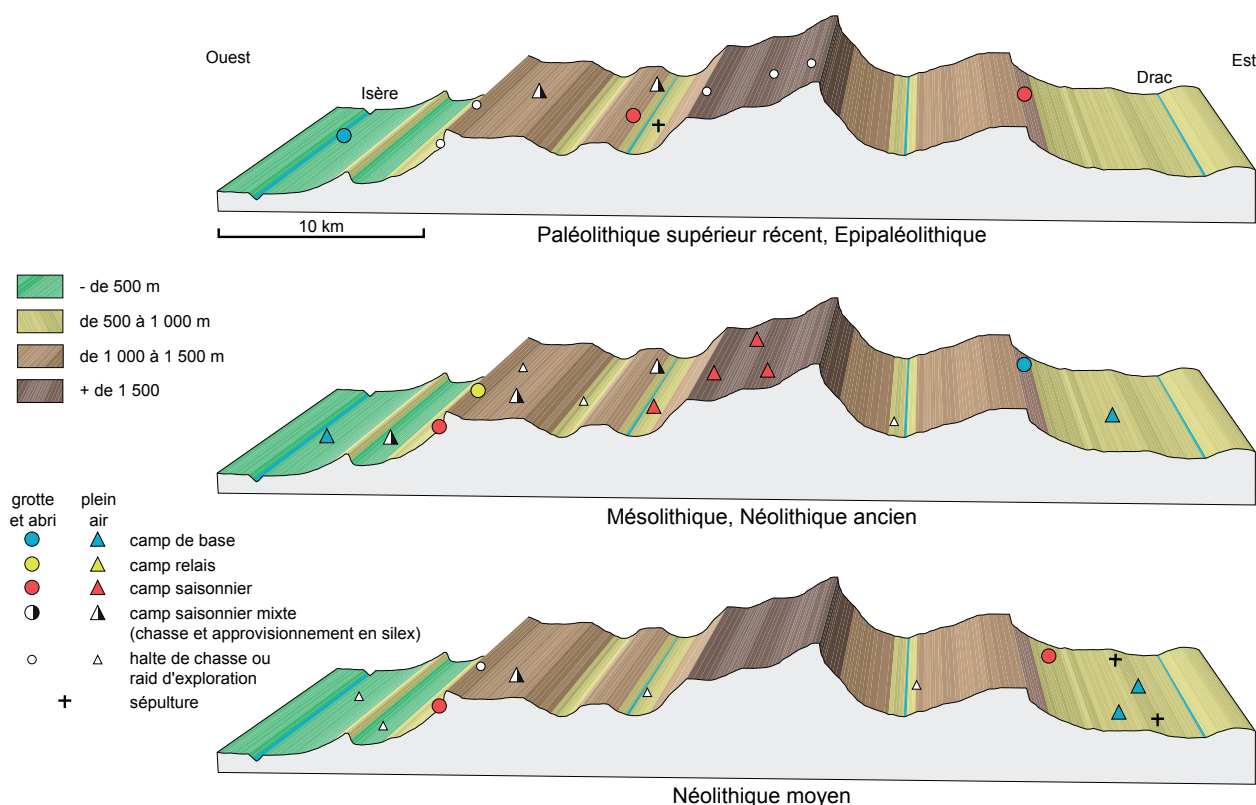 Ouest
Est
Isère
Drac
10 km
Paléolithique supérieur récent, Epipaléolithique
- de 500 m
de 500 à 1 000 m
de 1 000 à 1 500 m
+ de 1 500
Mésolithique, Néolithique ancien
grotte
et abri
plein
air
camp de base
camp relais
camp saisonnier
camp saisonnier mixte
(chasse et approvisionnement en silex)
halte de chasse ou
raid d'exploration
sépulture
Néolithique moyen